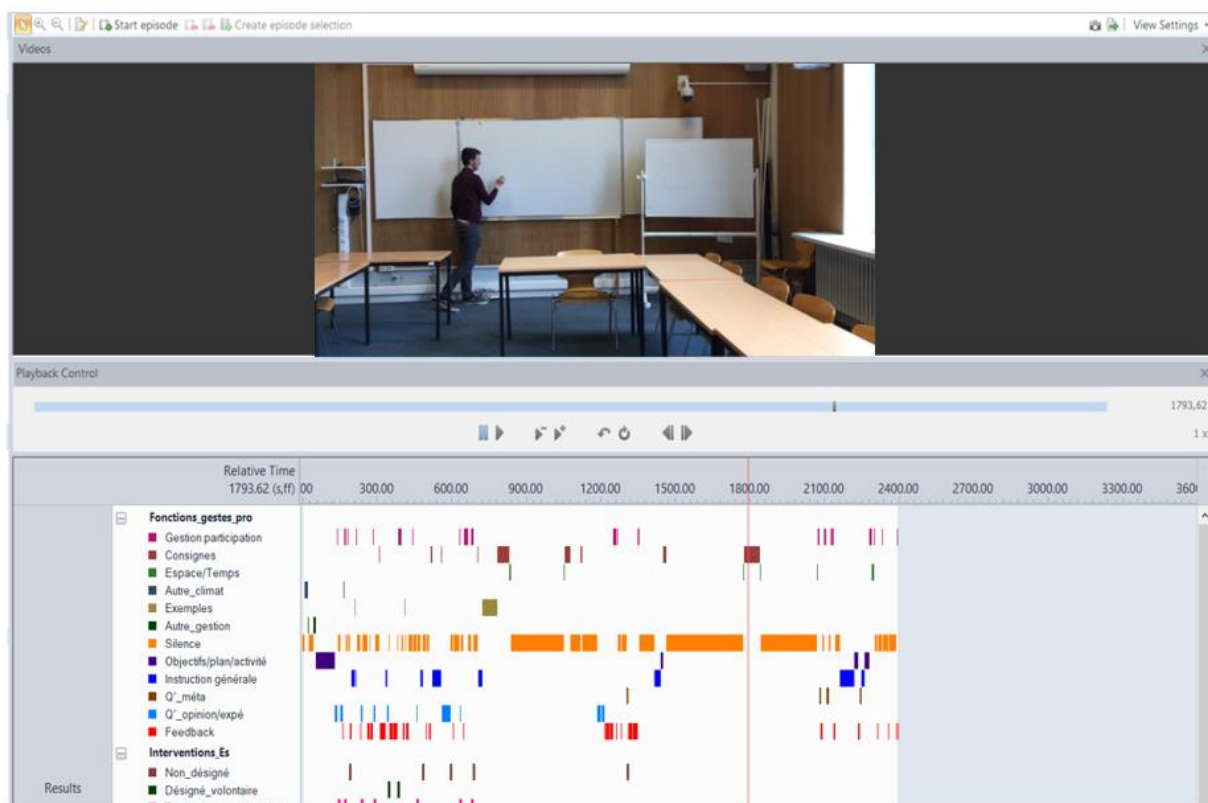 Start episode Create episode selection View Settings
Videos
Playback Control
1793,62
1 x
Relative Time
1793.62 (s,ff) 00 300.00 600.00 900.00 1200.00 1500.00 1800.00 2100.00 2400.00 2700.00 3000.00 3300.00 360
Fonctions_gestes_pro
Gestion participation
Consignes
Espace/Temps
Autre_climat
Exemples
Autre_gestion
Silence
Objectifs/plan/activité
Instruction générale
Q°_méta
Q°_opinion/expé
Feedback
Interventions_Es
Non_désigné
Results
Désigné_volontaire